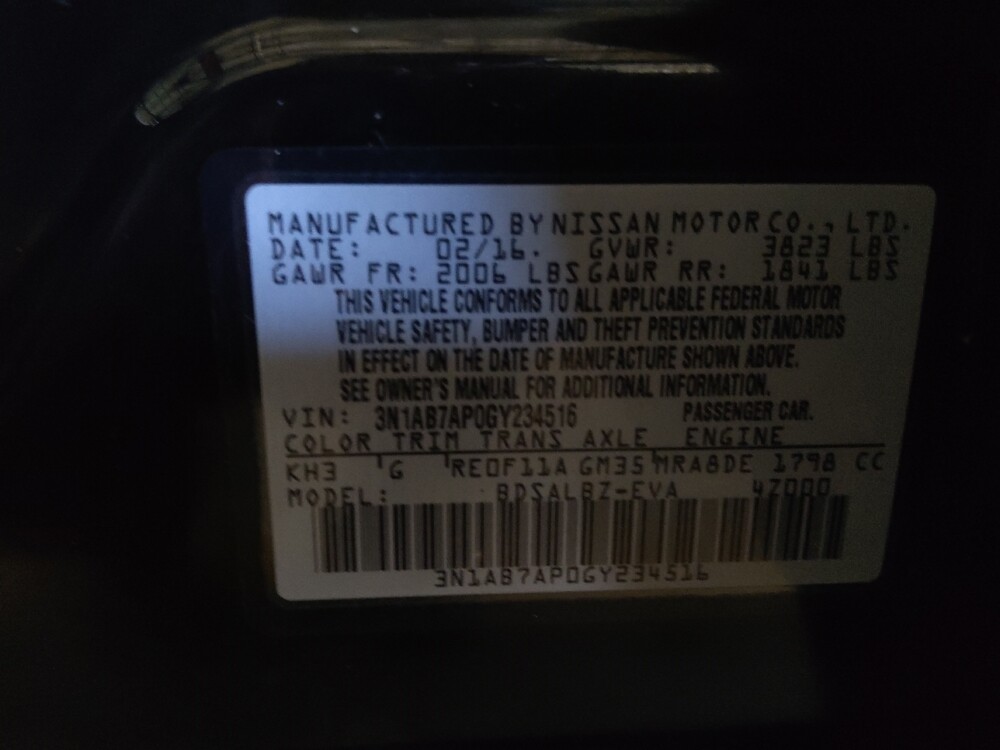 MANUFACTURED BY NISSAN MOTOR CO., LTD.
DATE: 02/16. GVWR: 3823 LBS
GAWR FR: 2006 LBS GAWR RR: 1841 LBS
THIS VEHICLE CONFORMS TO ALL APPLICABLE FEDERAL MOTOR
VEHICLE SAFETY, BUMPER AND THEFT PREVENTION STANDARDS
IN EFFECT ON THE DATE OF MANUFACTURE SHOWN ABOVE.
SEE OWNER'S MANUAL FOR ADDITIONAL INFORMATION.
VIN: 3N1AB7AP0GY234516 PASSENGER CAR.
COLOR TRIM TRANS AXLE ENGINE
KH3 G RE0F11A GM35 MRA8DE 1798 CC
MODEL: BDSALBZ-EVA 4Z000
3N1AB7AP0GY234516